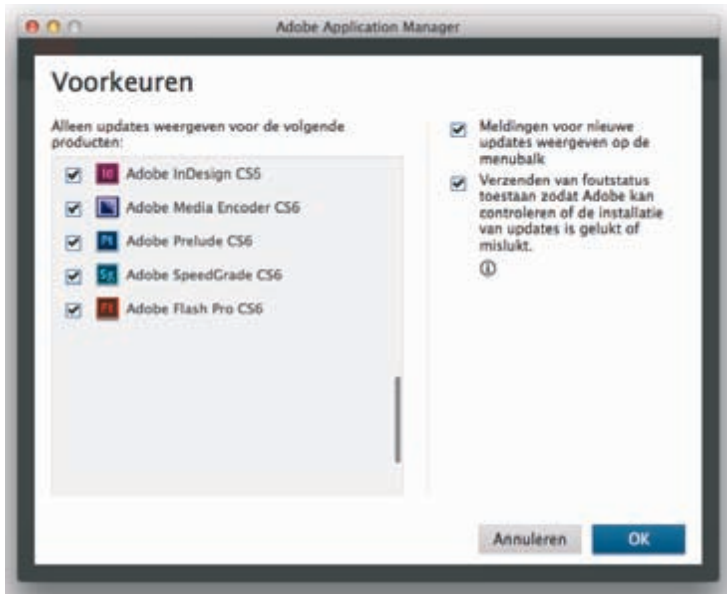 Adobe Application Manager
Voorkeuren
Alleen updates weergeven voor de volgende
producten:
Id Adobe InDesign CS5
Adobe Media Encoder CS6
Adobe Prelude CS6
Sg Adobe SpeedGrade CS6
Adobe Flash Pro CS6
Meldingen voor nieuwe
updates weergeven op de
menubalk
Verzenden van foutstatus
toestaan zodat Adobe kan
controleren of de installatie
van updates is gelukt of
mislukt.
Annuleren
OK